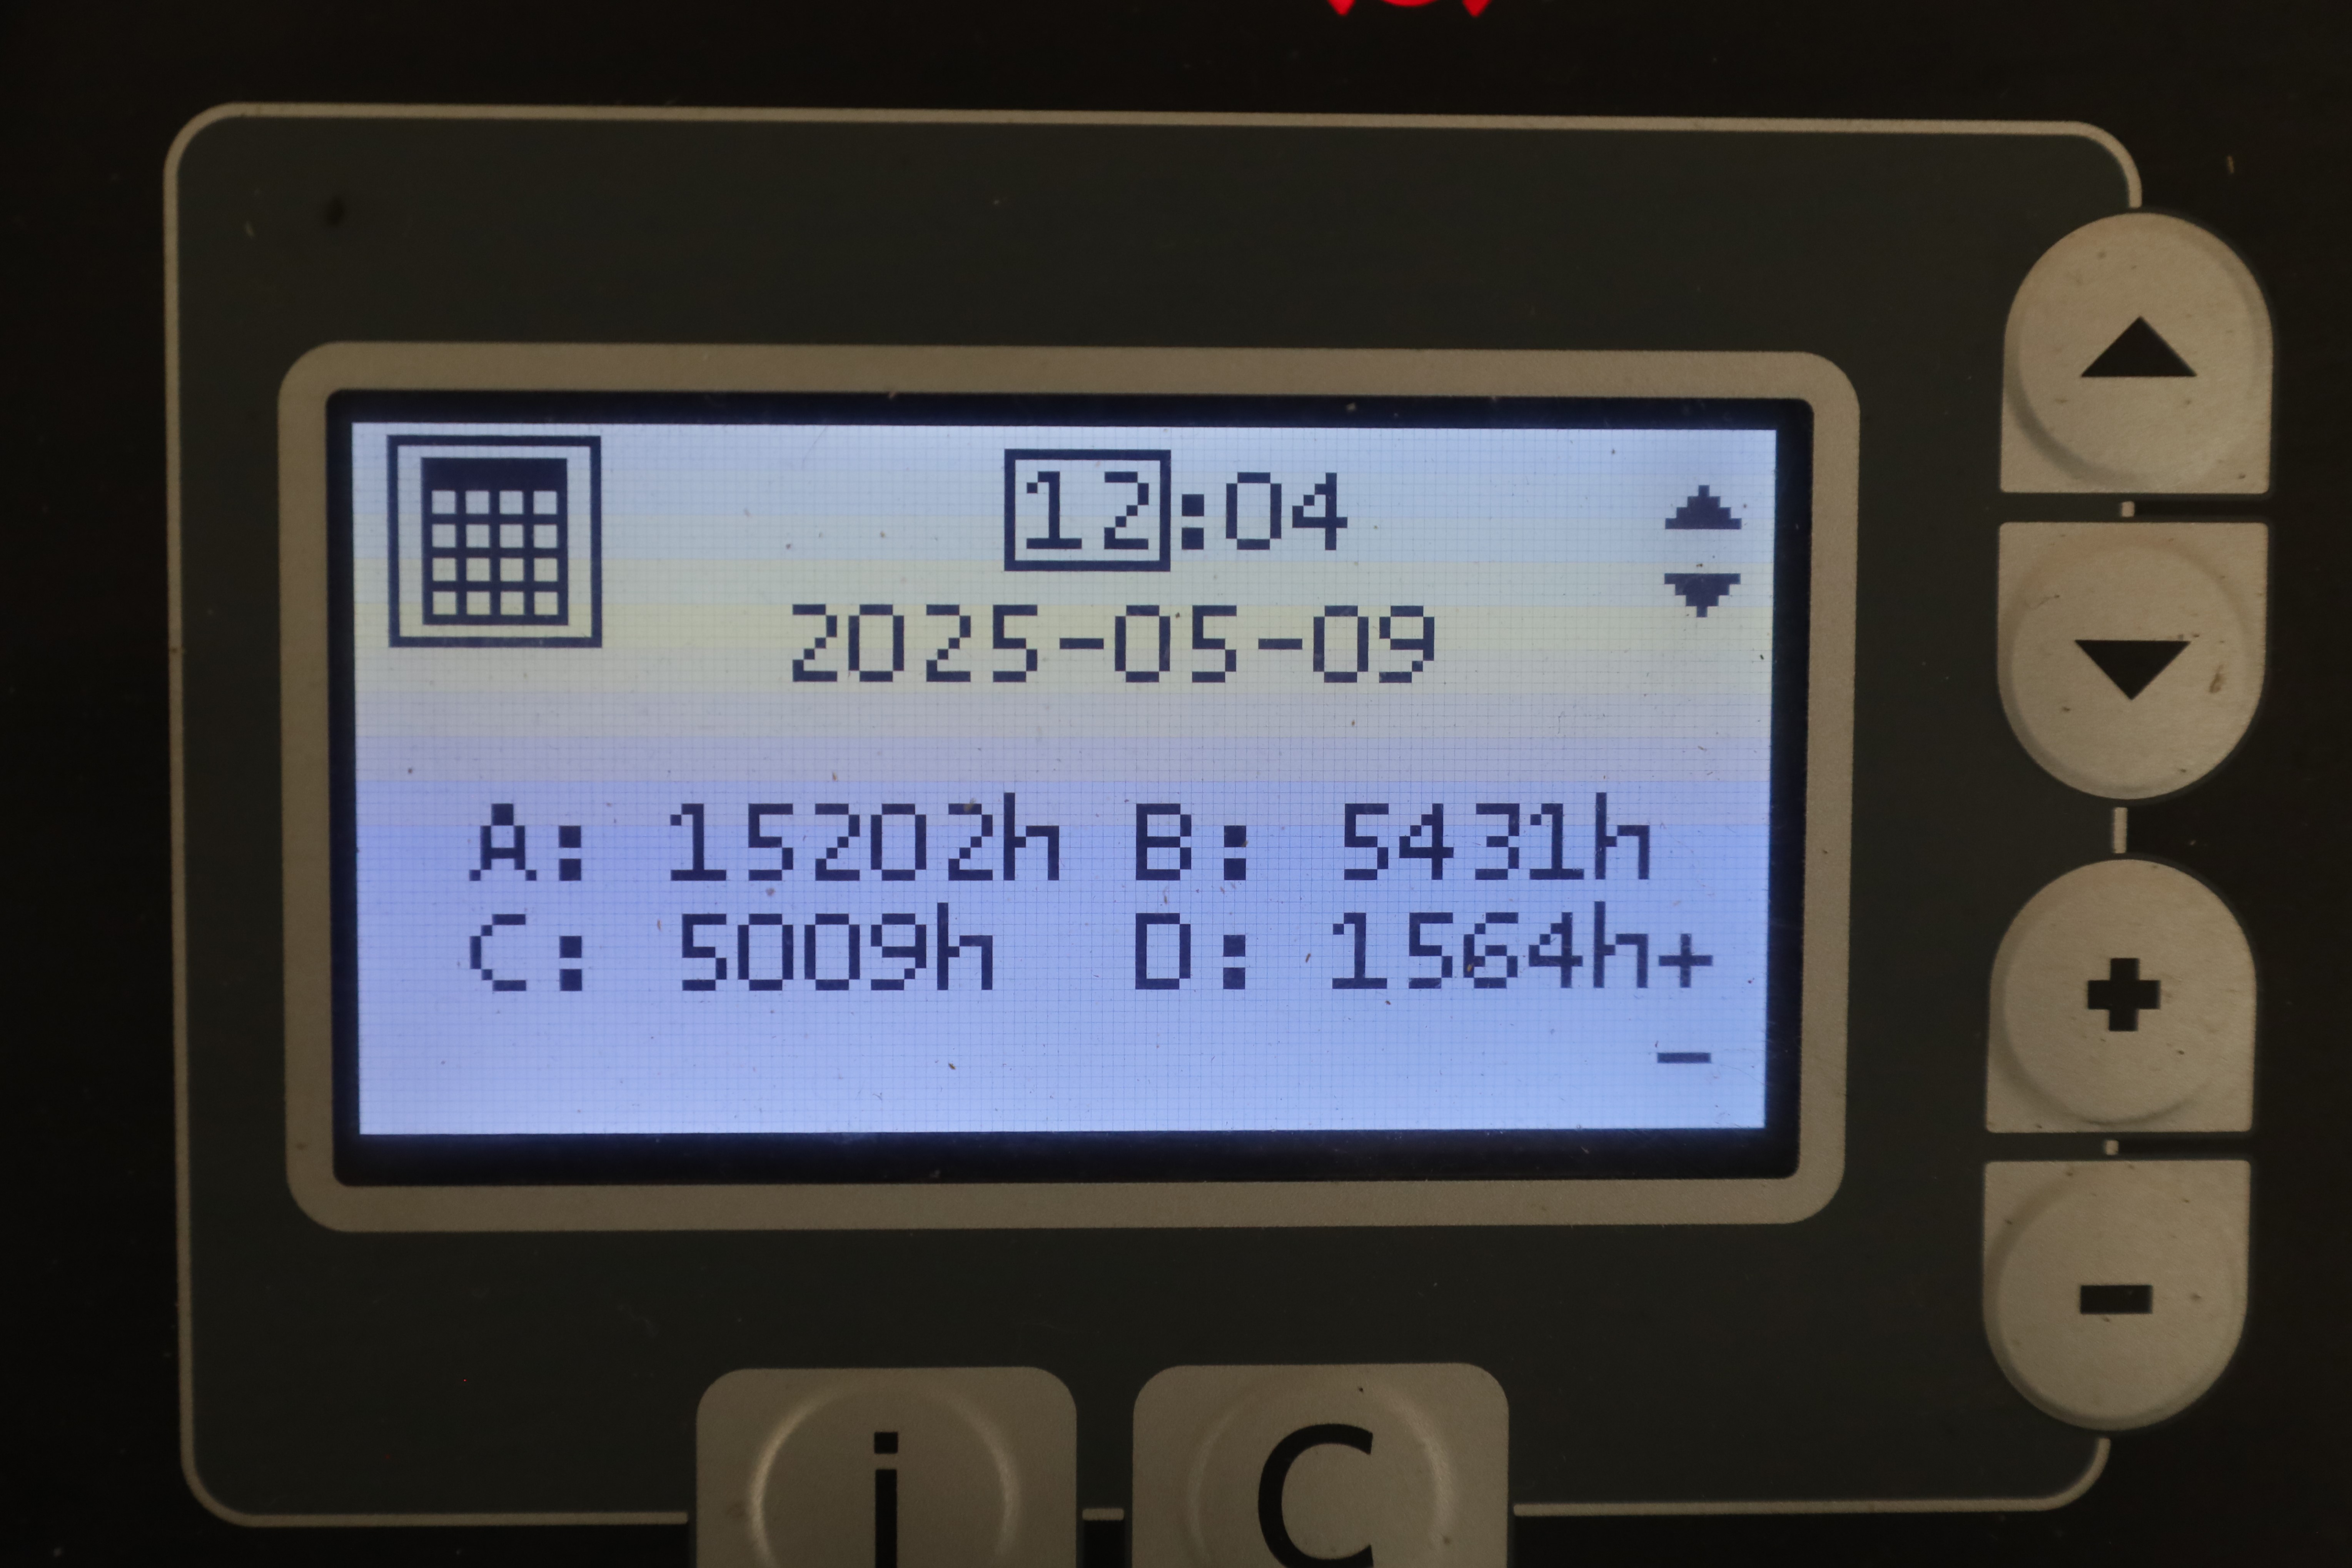 12:04
2025-05-09
A: 15202h B: 5431h
C: 5009h D: 1564h+
-
i C